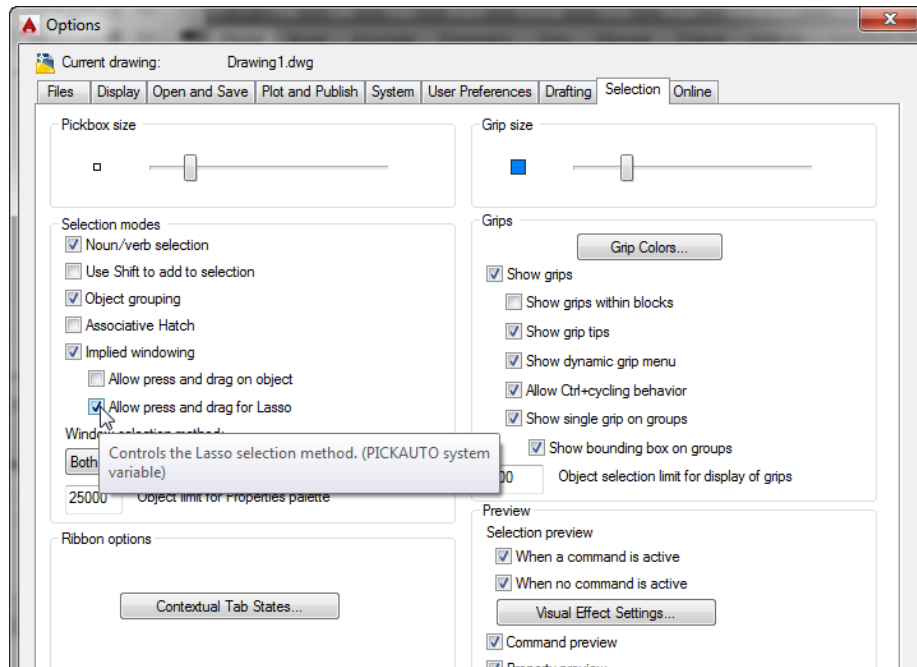 Options
Current drawing: Drawing1.dwg
Files Display Open and Save Plot and Publish System User Preferences Drafting Selection Online
Pickbox size
Grip size
Selection modes
Noun/verb selection
Use Shift to add to selection
Object grouping
Associative Hatch
Implied windowing
Allow press and drag on object
Allow press and drag for Lasso
Window selection method:
Both
Controls the Lasso selection method. (PICKAUTO system
variable)
25000 Object limit for Properties palette
Ribbon options
Contextual Tab States...
Grips
Grip Colors...
Show grips
Show grips within blocks
Show grip tips
Show dynamic grip menu
Allow Ctrl+cycling behavior
Show single grip on groups
Show bounding box on groups
Object selection limit for display of grips
Preview
Selection preview
When a command is active
When no command is active
Visual Effect Settings...
Command preview
Property preview